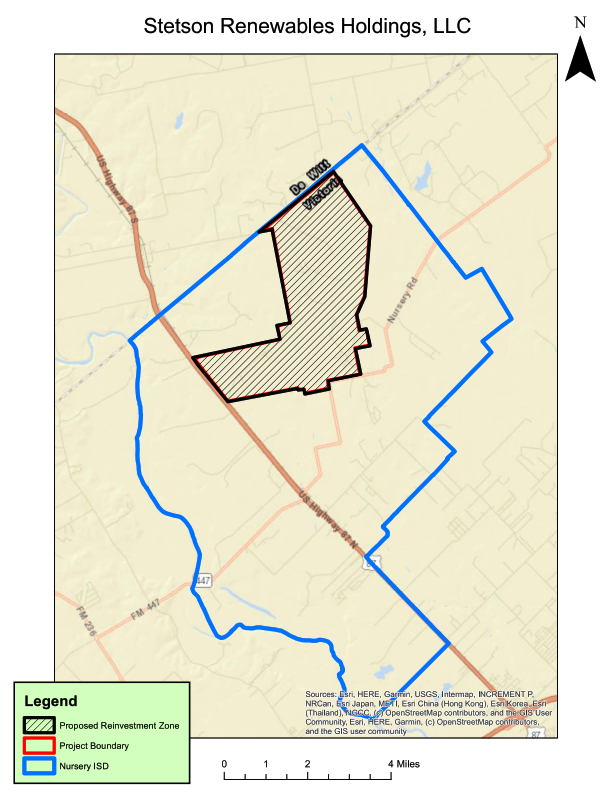 Stetson Renewables Holdings, LLC
N
De Witt
Victoria
US Highway 87 S
Nursery Rd
US Highway 87 N
87
447
FM 447
FM 236
Sources: Esri, HERE, Garmin, USGS, Intermap, INCREMENT P,
NRCan, Esri Japan, METI, Esri China (Hong Kong), Esri Korea, Esri
(Thailand), NGCC, (c) OpenStreetMap contributors, and the GIS User
Community, Esri, HERE, Garmin, (c) OpenStreetMap contributors,
and the GIS user community
87
Legend
Proposed Reinvestment Zone
Project Boundary
Nursery ISD
0 1 2 4 Miles